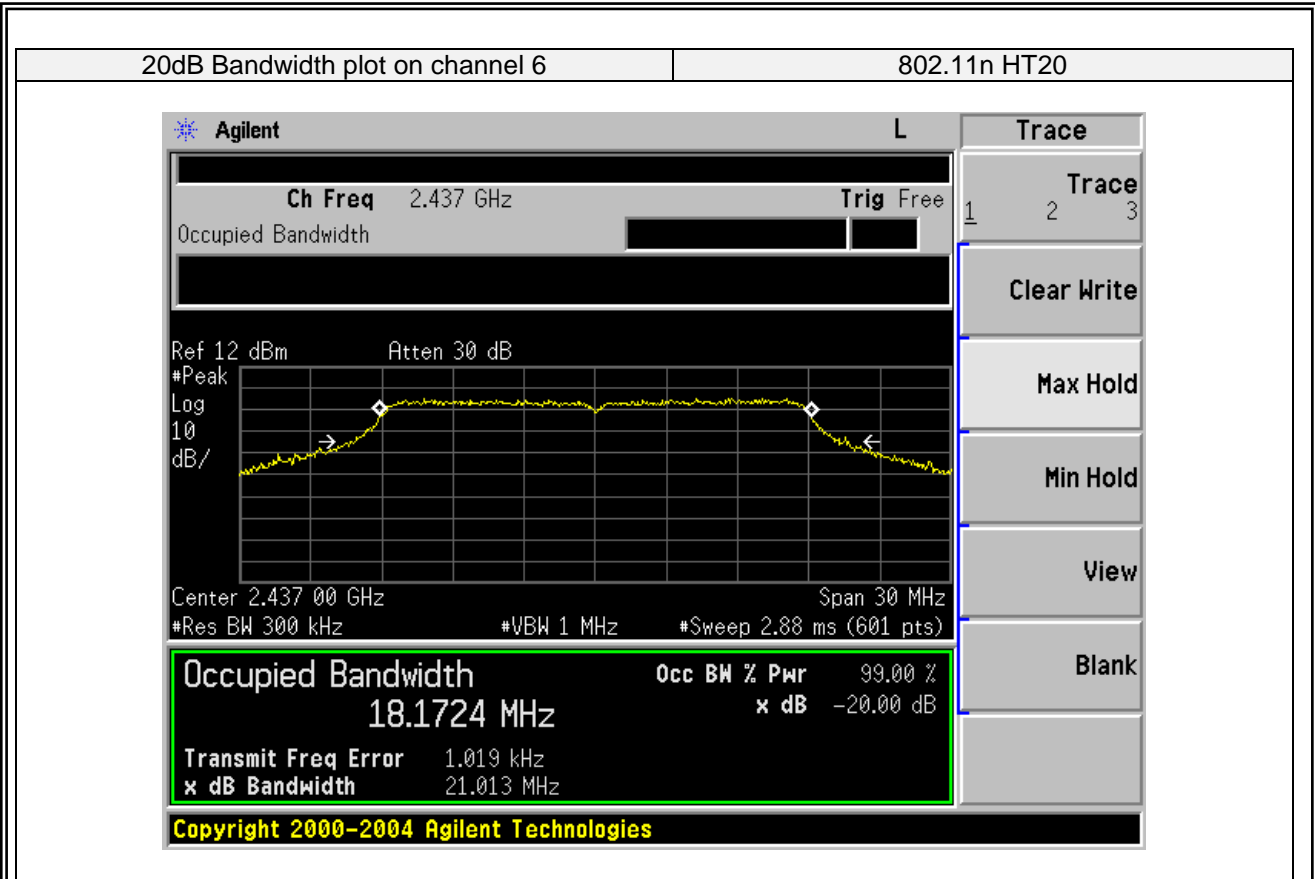 20dB Bandwidth plot on channel 6 802.11n HT20
Agilent L Trace
Ch Freq 2.437 GHz Trig Free
Occupied Bandwidth
Trace
1 2 3
Clear Write
Max Hold
Min Hold
View
Blank
Ref 12 dBm Atten 30 dB
#Peak
Log
10
dB/
Center 2.437 00 GHz Span 30 MHz
#Res BW 300 kHz #VBW 1 MHz #Sweep 2.88 ms (601 pts)
Occupied Bandwidth Occ BW % Pwr 99.00 %
18.1724 MHz x dB -20.00 dB
Transmit Freq Error 1.019 kHz
x dB Bandwidth 21.013 MHz
Copyright 2000-2004 Agilent Technologies